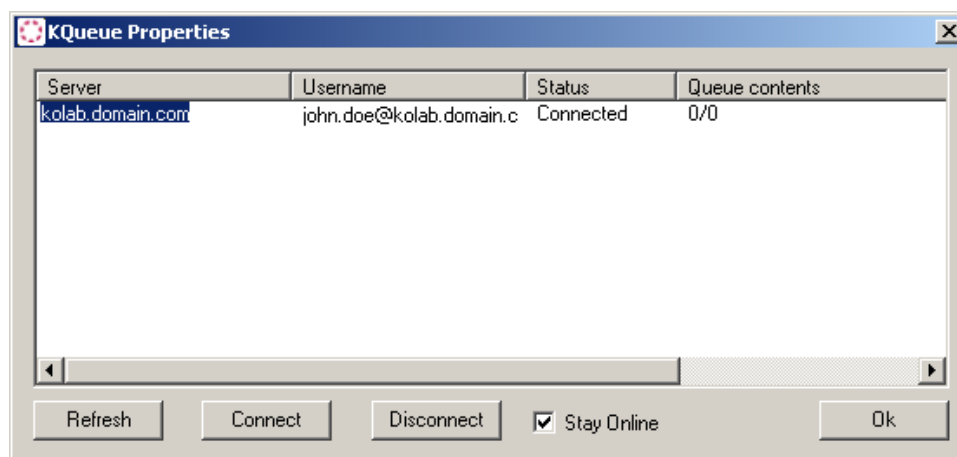 KQueue Properties
Server Username Status Queue contents
kolab.domain.com john.doe@kolab.domain.c Connected 0/0
Refresh Connect Disconnect Stay Online Ok